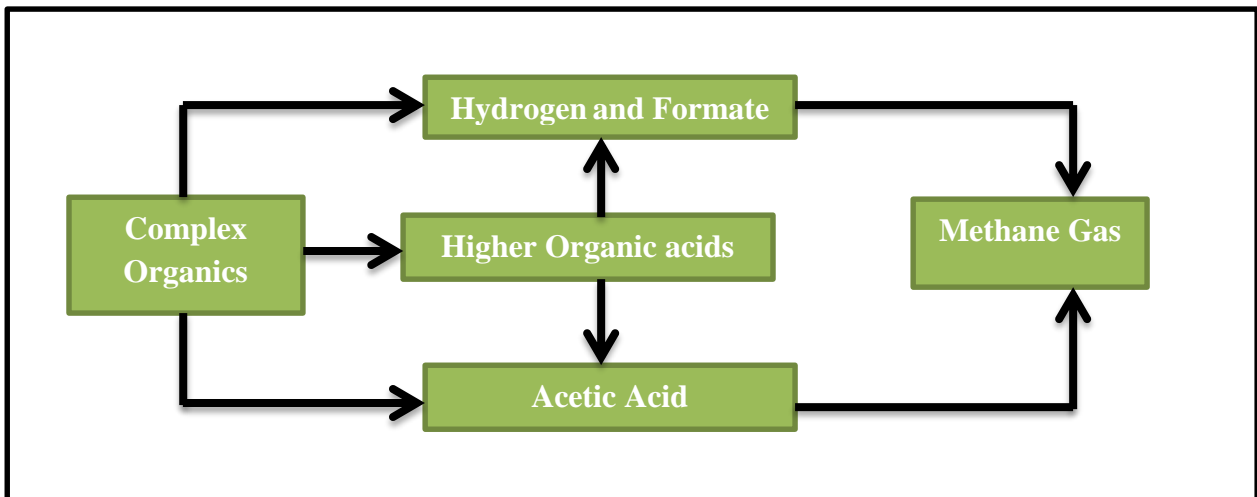 Hydrogen and Formate
Complex
Organics
Higher Organic acids
Methane Gas
Acetic Acid